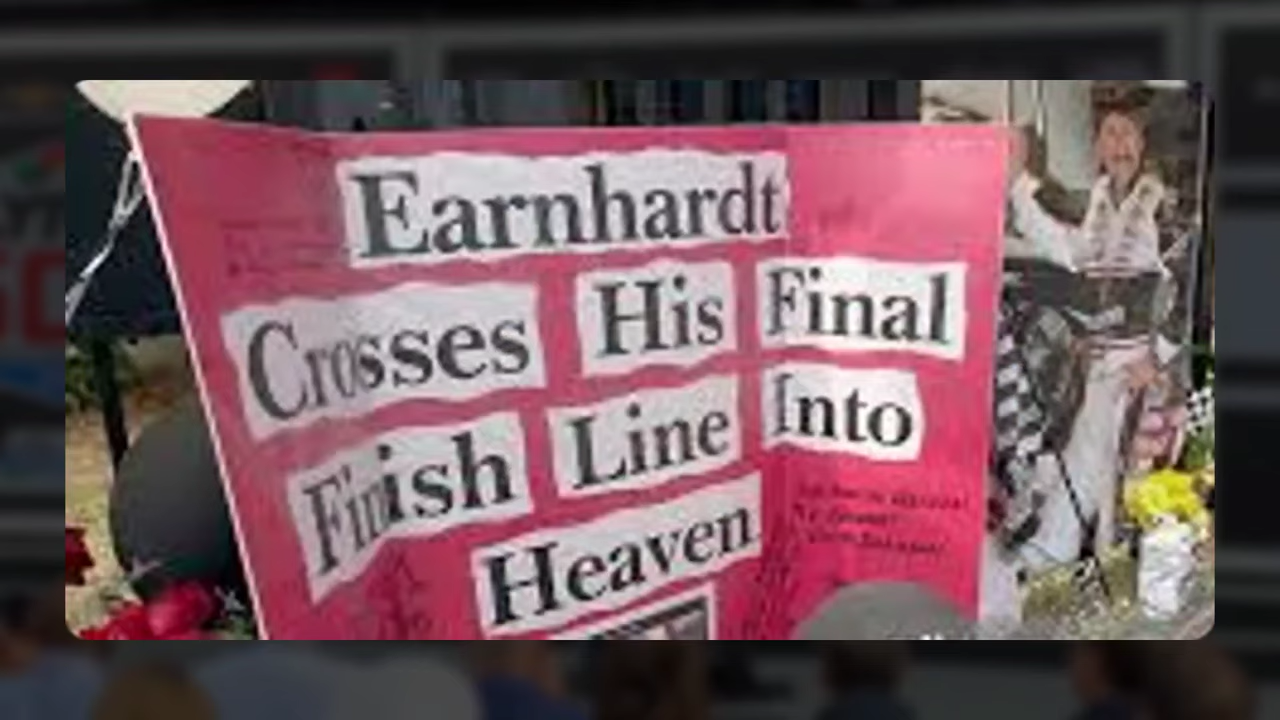 Earnhardt
Crosses His Final
Finish Line Into
Heaven